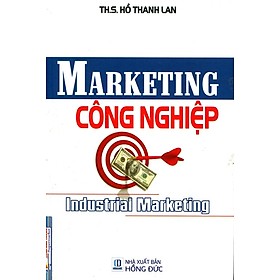 TH.S. HỒ THANH LAN
MARKETING
CÔNG NGHIỆP
Industrial Marketing
NHÀ XUẤT BẢN
HỒNG ĐỨC